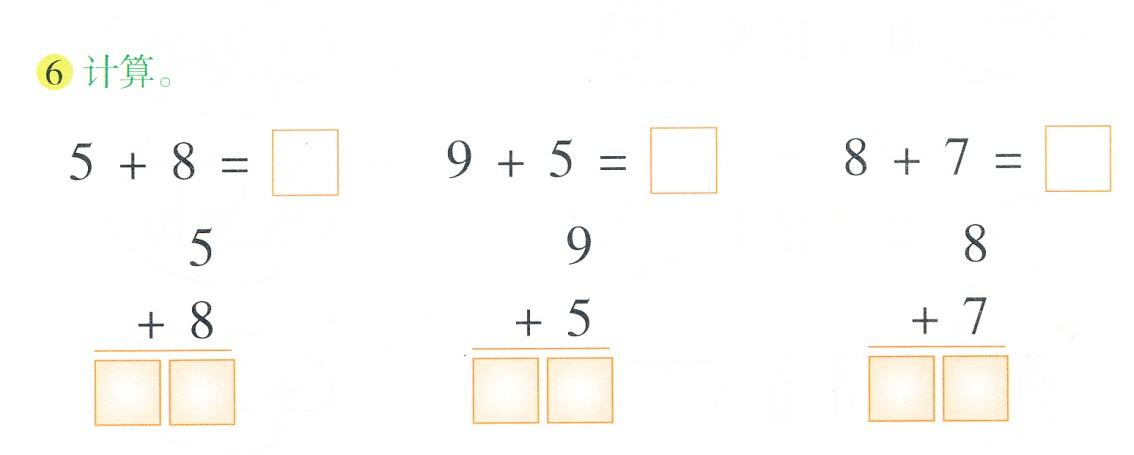 6 计算。
5 + 8 = 9 + 5 = 8 + 7 =
5 9 8
+ 8 + 5 + 7